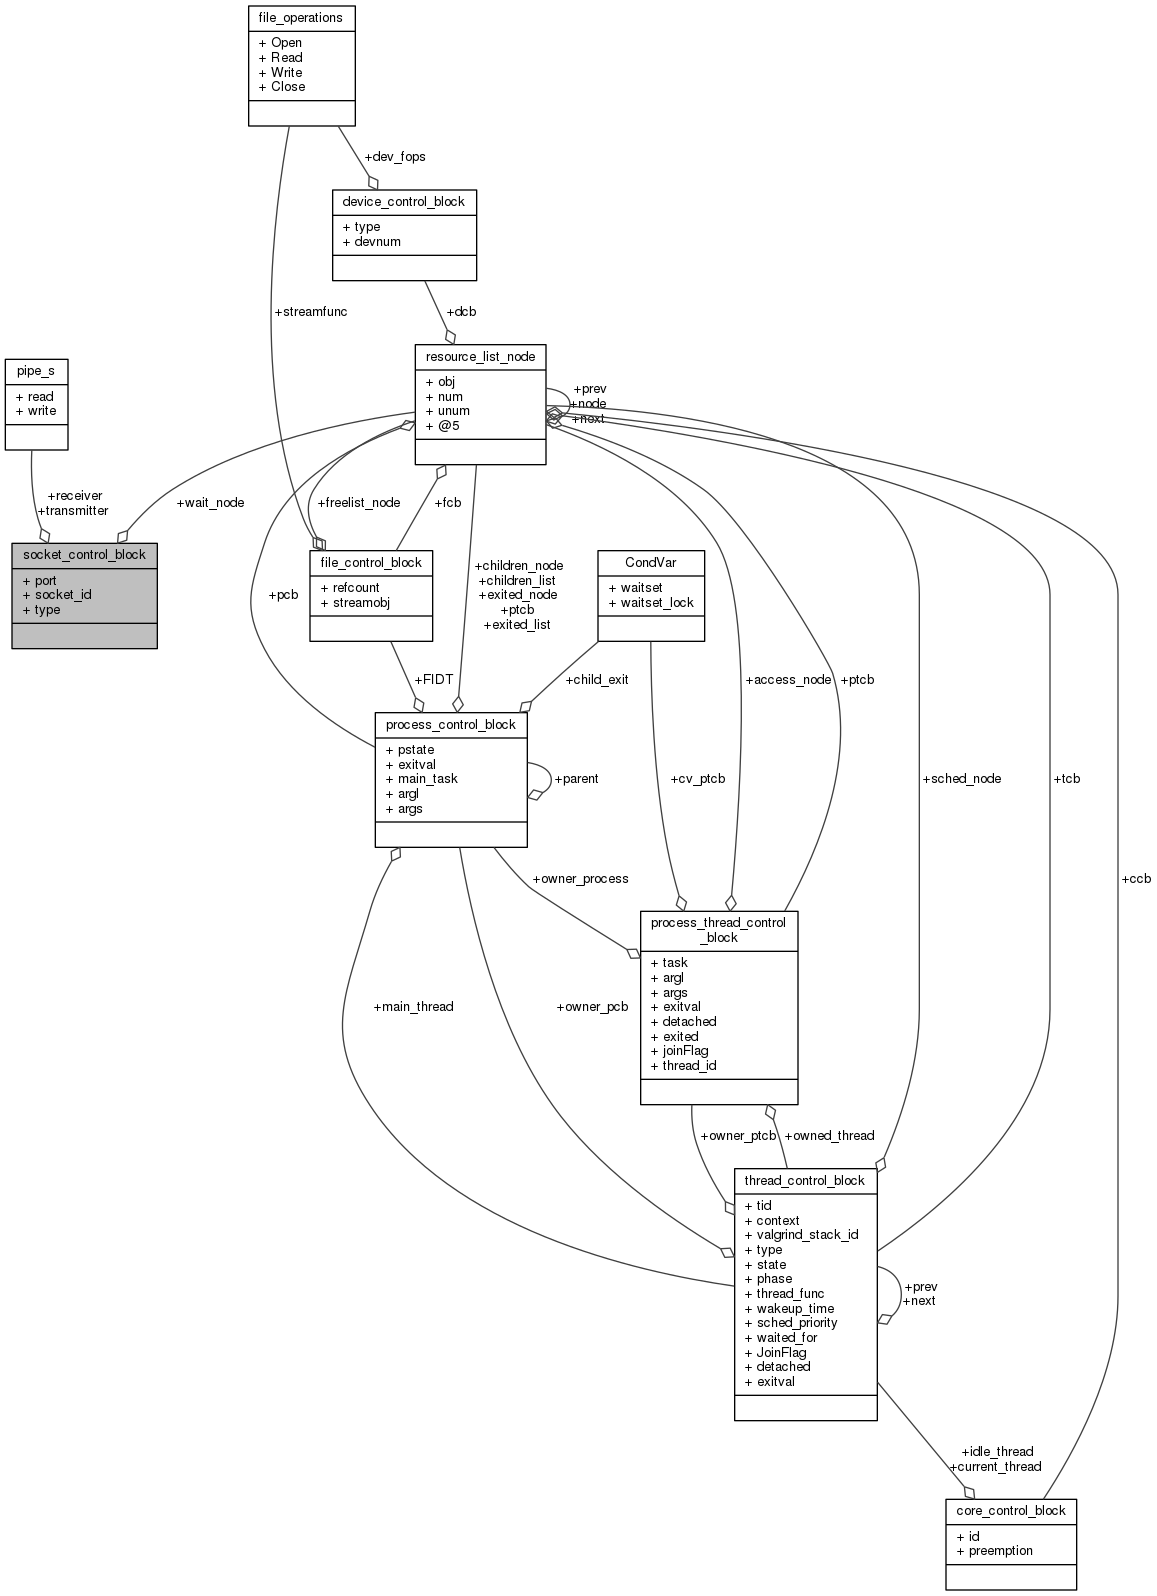 file_operations
+ Open
+ Read
+ Write
+ Close
+dev_fops
device_control_block
+ type
+ devnum
+streamfunc
+dcb
resource_list_node
+ obj
+ num
+ unum
+ @5
+prev
+node
+next
pipe_s
+ read
+ write
+receiver
+transmitter
+wait_node
+freelist_node
+fcb
socket_control_block
+ port
+ socket_id
+ type
file_control_block
+ refcount
+ streamobj
+pcb
+children_node
+children_list
+exited_node
+ptcb
+exited_list
CondVar
+ waitset
+ waitset_lock
+FIDT
+child_exit
+access_node
+ptcb
process_control_block
+ pstate
+ exitval
+ main_task
+ argl
+ args
+parent
+cv_ptcb
+sched_node
+tcb
+ccb
+owner_process
process_thread_control
_block
+ task
+ argl
+ args
+ exitval
+ detached
+ exited
+ joinFlag
+ thread_id
+main_thread
+owner_pcb
+owner_ptcb
+owned_thread
thread_control_block
+ tid
+ context
+ valgrind_stack_id
+ type
+ state
+ phase
+ thread_func
+ wakeup_time
+ sched_priority
+ waited_for
+ JoinFlag
+ detached
+ exitval
+prev
+next
+idle_thread
+current_thread
core_control_block
+ id
+ preemption